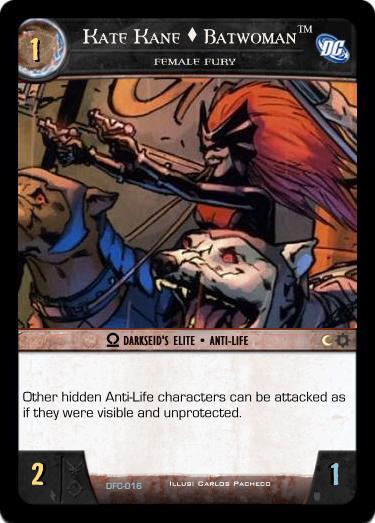 1
Kate Kane ♦ Batwoman™
DC
FEMALE FURY
DARKSEID'S ELITE • ANTI-LIFE
Other hidden Anti-Life characters can be attacked as
if they were visible and unprotected.
2
DFC-016
Illus: Carlos Pacheco
1